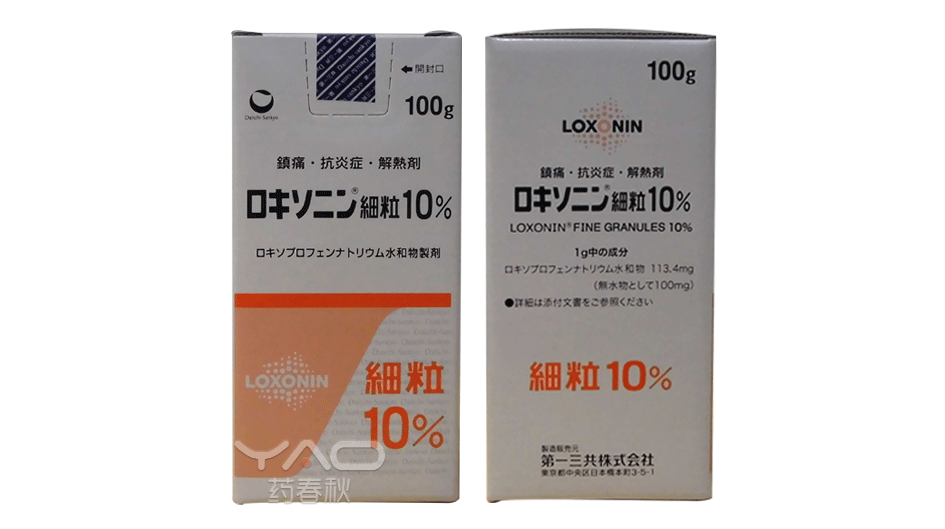 開封口
100g
Daiichi-Sankyo
鎮痛・抗炎症・解熱剤
ロキソニン®細粒10%
ロキソプロフェンナトリウム水和物製剤
LOXONIN
細粒
10%
YAO
药春秋
100g
LOXONIN
鎮痛・抗炎症・解熱剤
ロキソニン®細粒10%
LOXONIN® FINE GRANULES 10%
1g中の成分
ロキソプロフェンナトリウム水和物 113.4mg
(無水物として100mg)
●詳細は添付文書をご参照ください
細粒10%
製造販売元
第一三共株式会社
東京都中央区日本橋本町3-5-1